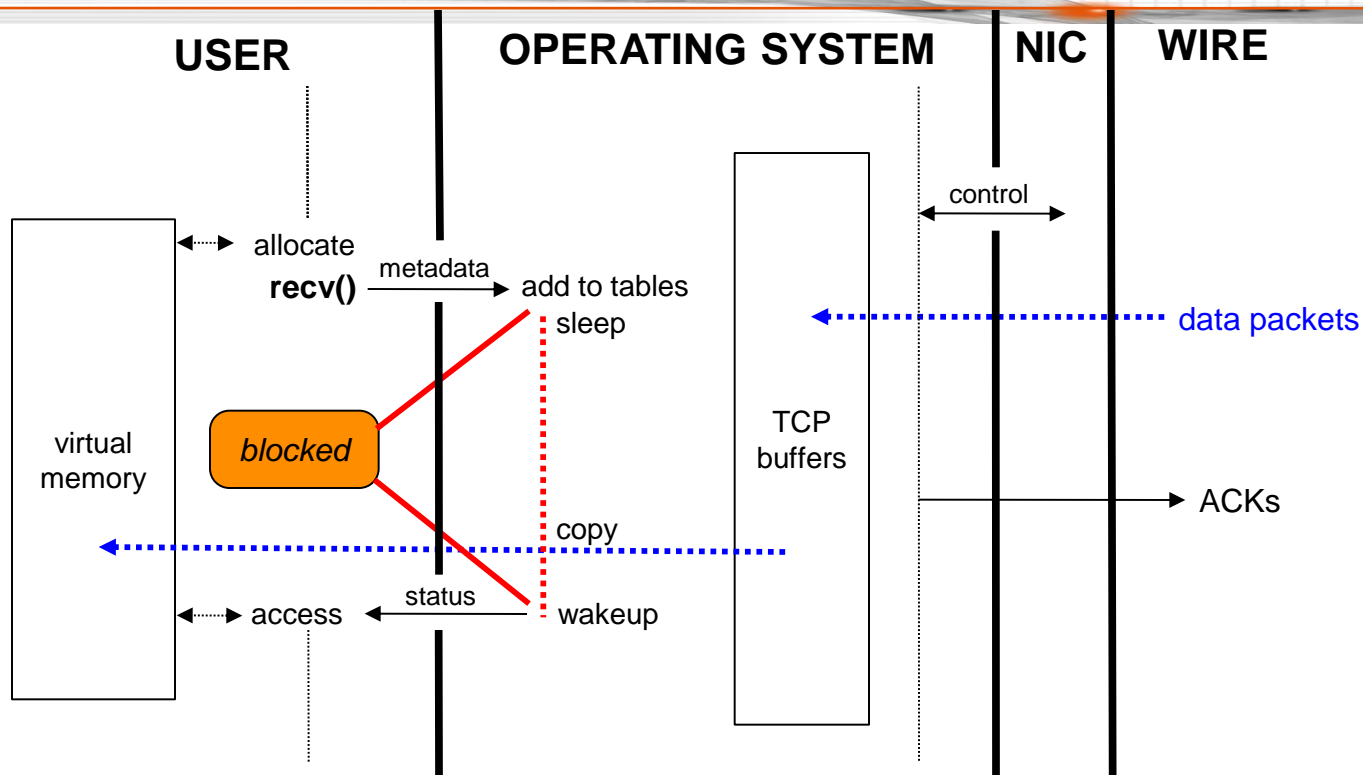 USER
OPERATING SYSTEM
NIC
WIRE
control
allocate
recv()
metadata
add to tables
sleep
data packets
virtual
memory
blocked
TCP
buffers
ACKs
copy
access
status
wakeup